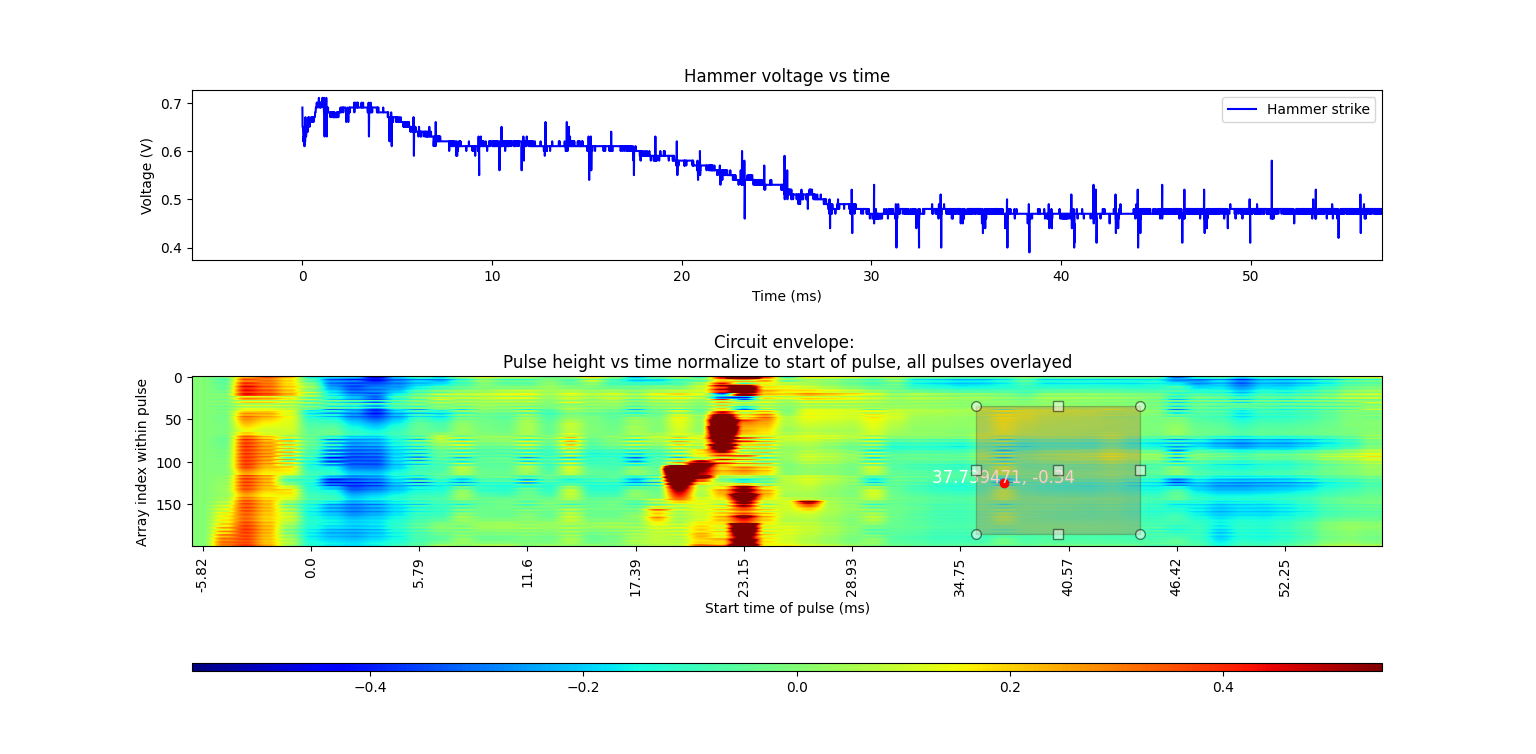 Hammer voltage vs time
0.7
0.6
0.5
0.4
Voltage (V)
Hammer strike
0 10 20 30 40 50
Time (ms)
Circuit envelope:
Pulse height vs time normalize to start of pulse, all pulses overlayed
0
50
100
150
Array index within pulse
37.739471, -0.34
-5.82 0.0 5.79 11.6 17.39 23.15 28.93 34.75 40.57 46.42 52.25
Start time of pulse (ms)
−0.4 −0.2 0.0 0.2 0.4